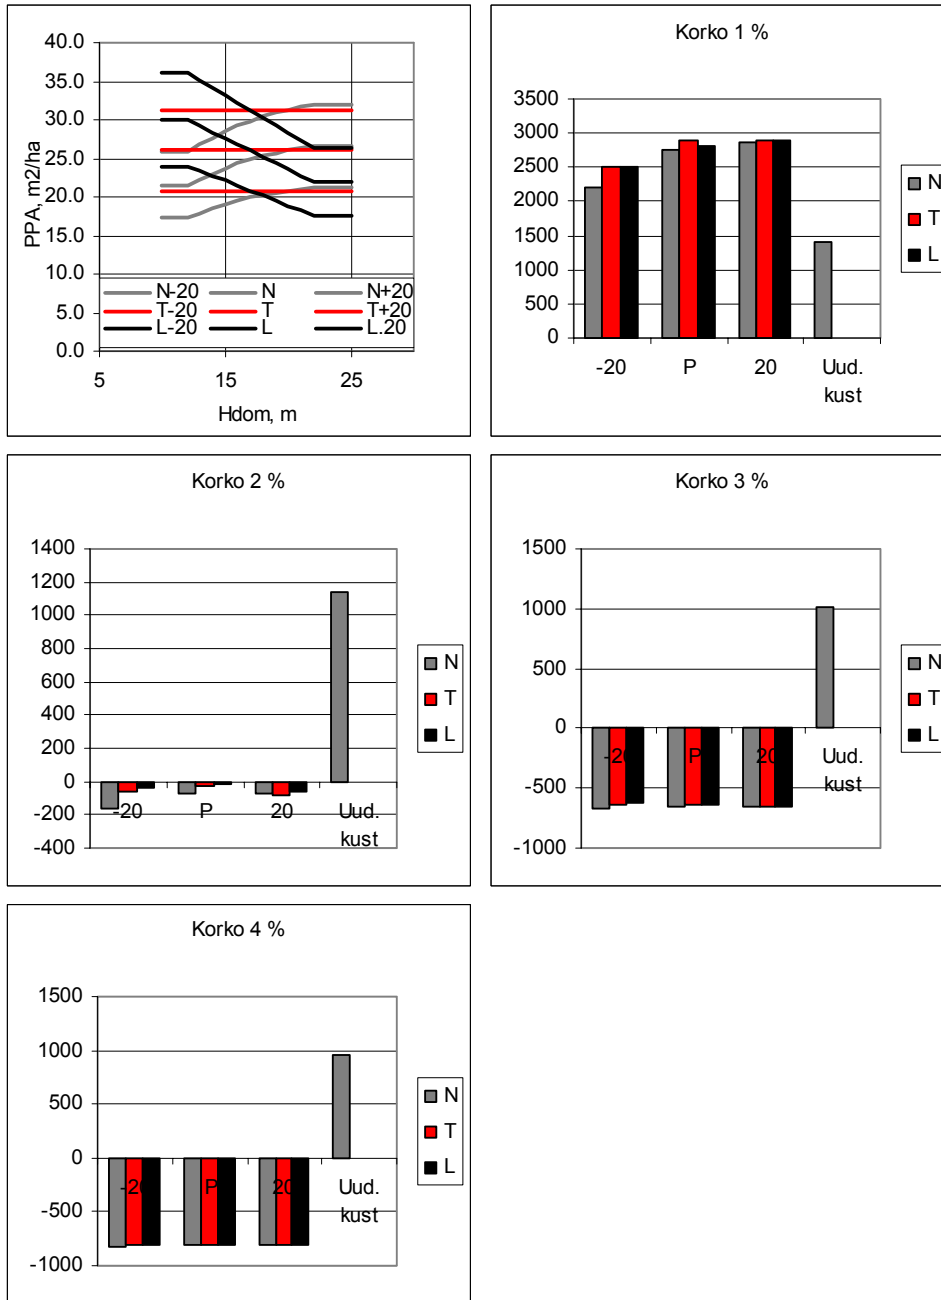 40.0
35.0
30.0
25.0
20.0
15.0
10.0
5.0
0.0
PPA, m2/ha
N-20 N N+20
T-20 T T+20
L-20 L L.20
5 15 25
Hdom, m
Korko 1 %
3500
3000
2500
2000
1500
1000
500
0
-20 P 20 Uud.
kust
N
T
L
Korko 2 %
1400
1200
1000
800
600
400
200
0
-200
-400
-20 P 20 Uud.
kust
N
T
L
Korko 3 %
1500
1000
500
0
-500
-1000
-20 P 20 Uud.
kust
N
T
L
Korko 4 %
1500
1000
500
0
-500
-1000
-20 P 20 Uud.
kust
N
T
L